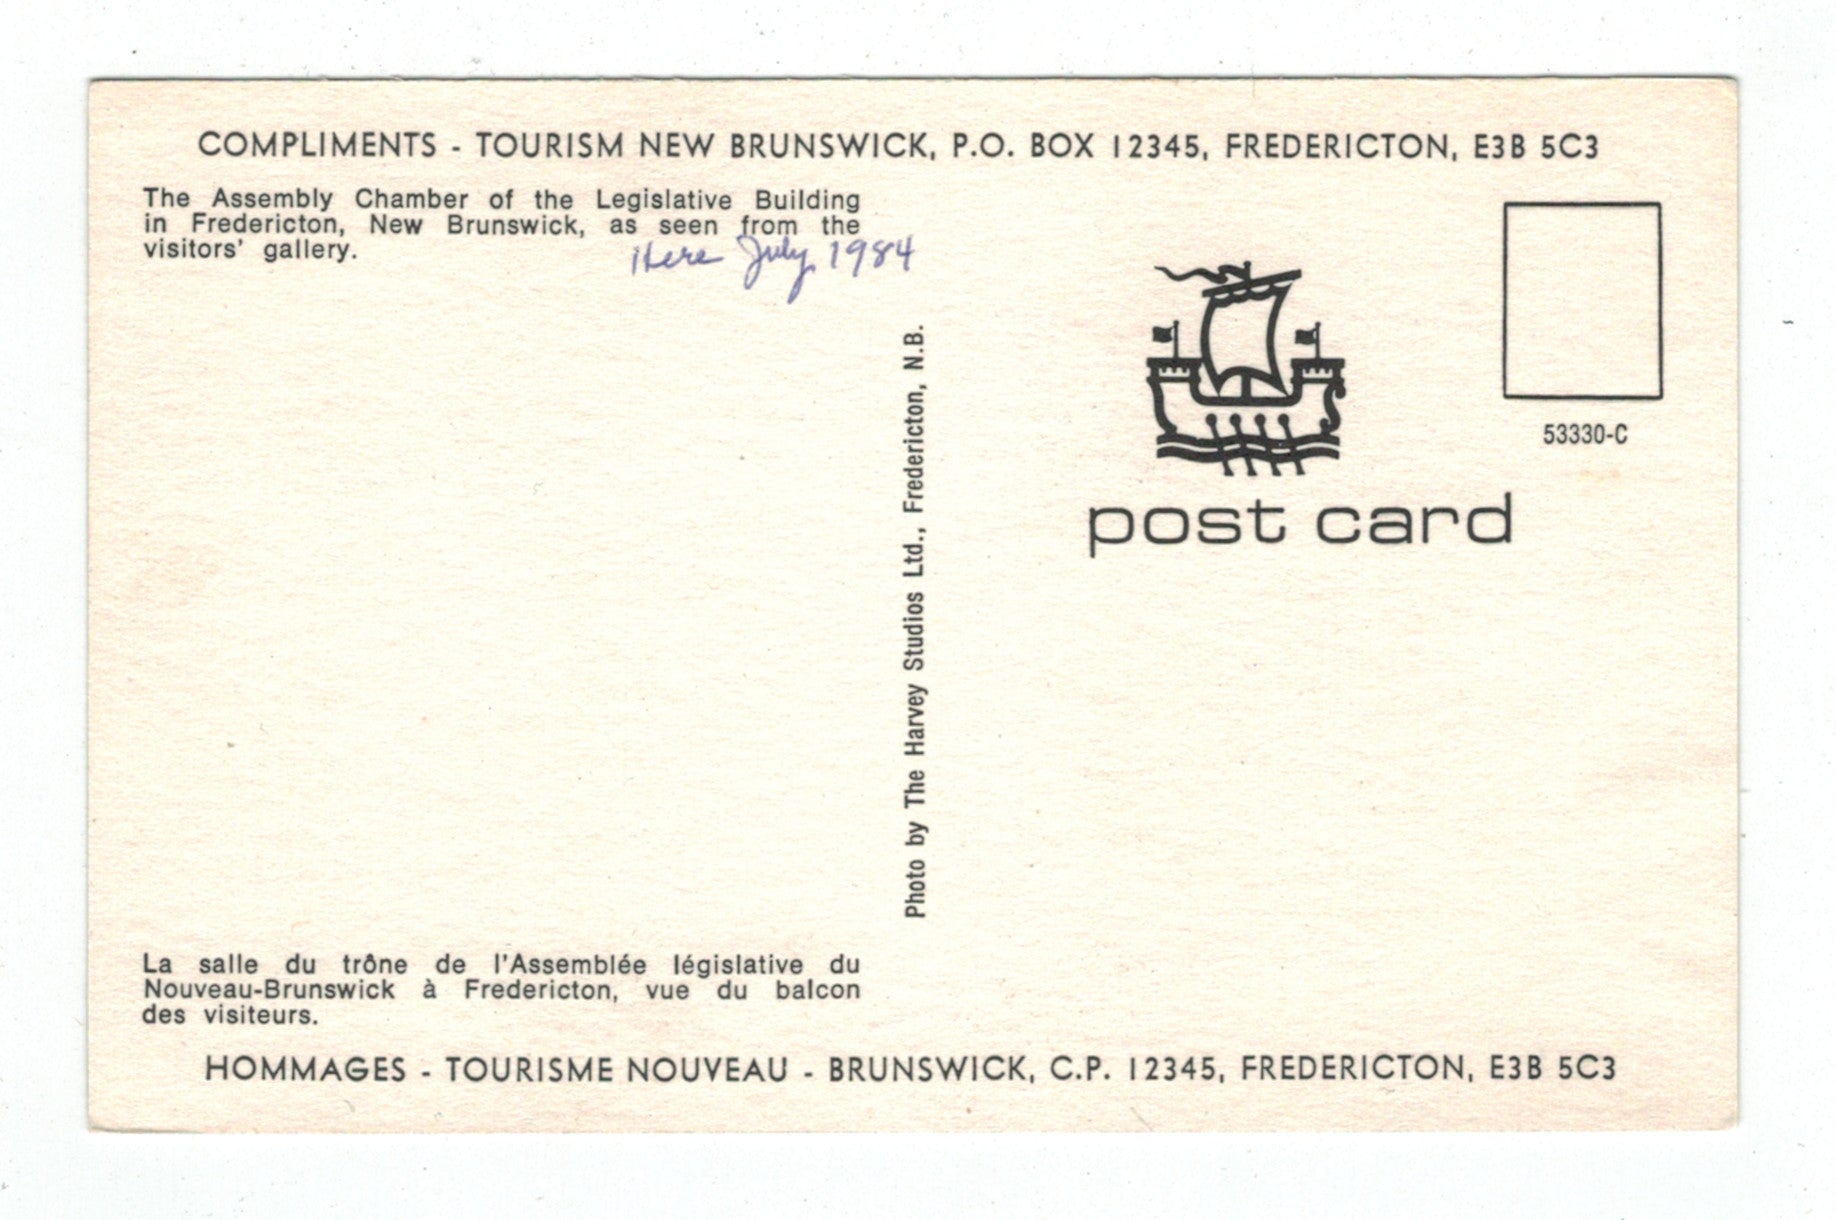 COMPLIMENTS - TOURISM NEW BRUNSWICK, P.O. BOX 12345, FREDERICTON, E3B 5C3
The Assembly Chamber of the Legislative Building
in Fredericton, New Brunswick, as seen from the
visitors' gallery.
Here July 1984
Photo by The Harvey Studios Ltd., Fredericton, N.B.
53330-C
post card
La salle du trône de l'Assemblée législative du
Nouveau-Brunswick à Fredericton, vue du balcon
des visiteurs.
HOMMAGES - TOURISME NOUVEAU - BRUNSWICK, C.P. 12345, FREDERICTON, E3B 5C3